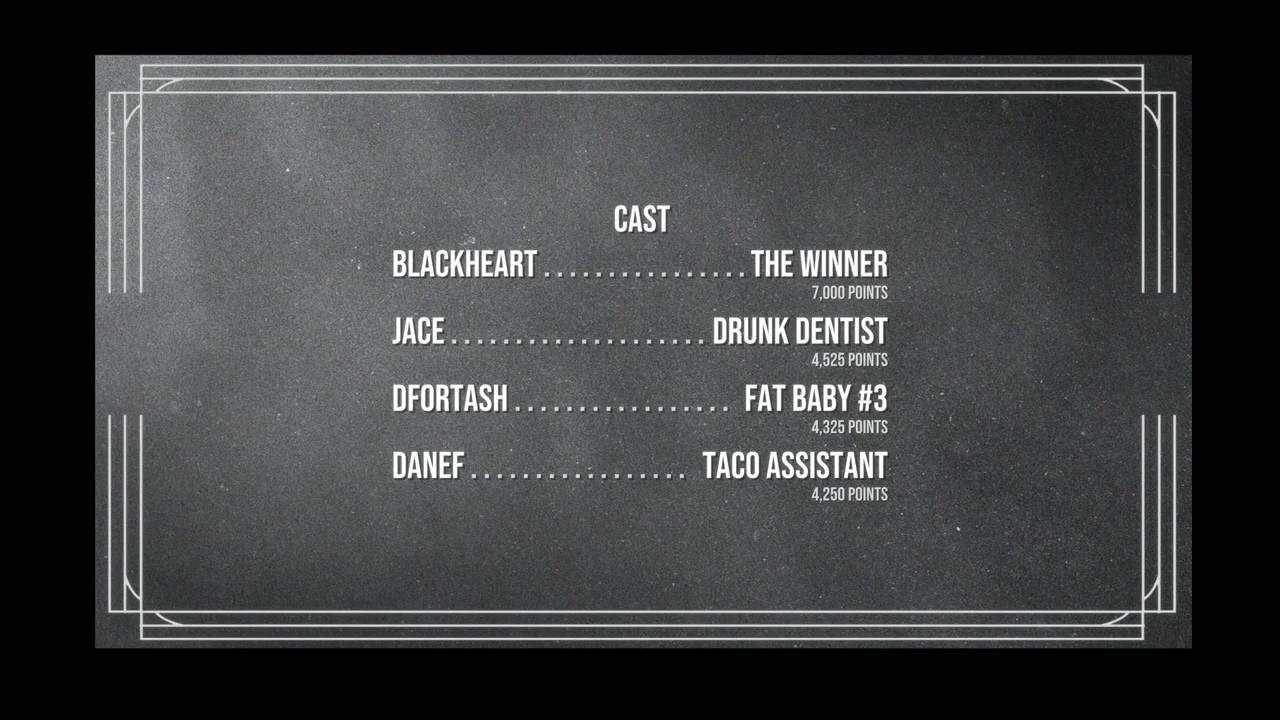 CAST
BLACKHEART ................ THE WINNER
7,000 POINTS
JACE .................... DRUNK DENTIST
4,525 POINTS
DFORTASH ................. FAT BABY #3
4,325 POINTS
DANEF ................. TACO ASSISTANT
4,250 POINTS